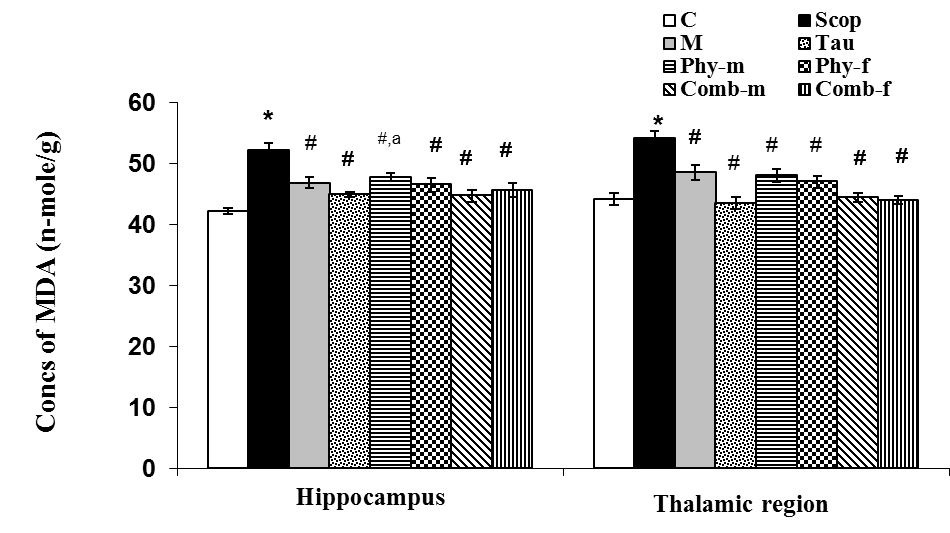 C Scop
M Tau
Phy-m Phy-f
Comb-m Comb-f
Concs of MDA (n-mole/g)
60
50
40
30
20
10
0
* # # #,a # # #
* # # # # # #
Hippocampus Thalamic region